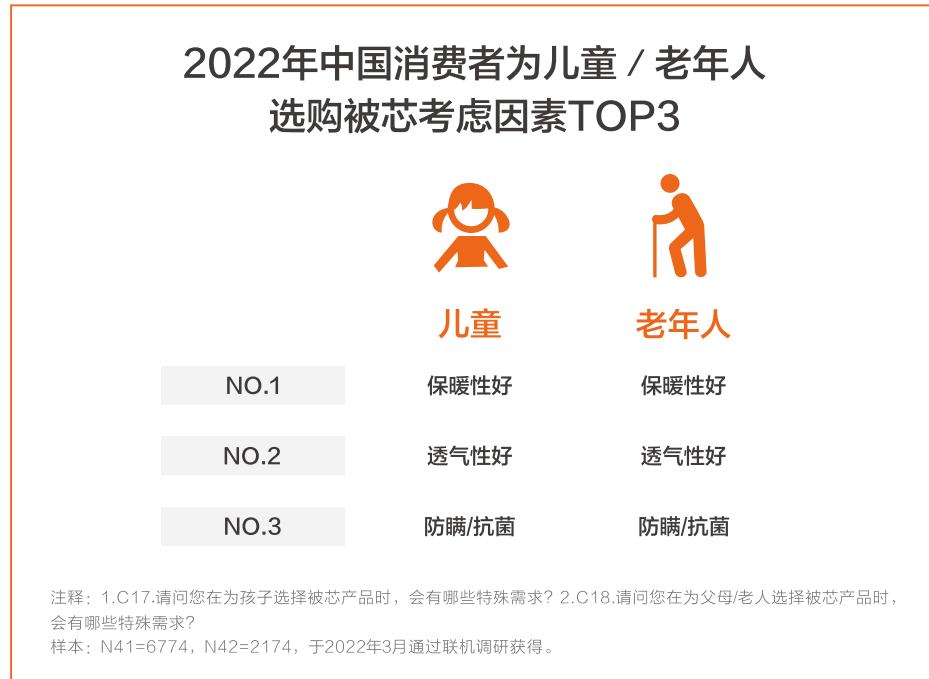 2022年中国消费者为儿童 / 老年人
选购被芯考虑因素TOP3
儿童 老年人
NO.1 保暖性好 保暖性好
NO.2 透气性好 透气性好
NO.3 防瞒/抗菌 防瞒/抗菌
注释：1.C17.请问您在为孩子选择被芯产品时，会有哪些特殊需求？2.C18.请问您在为父母/老人选择被芯产品时，
会有哪些特殊需求？
样本：N41=6774，N42=2174，于2022年3月通过联机调研获得。